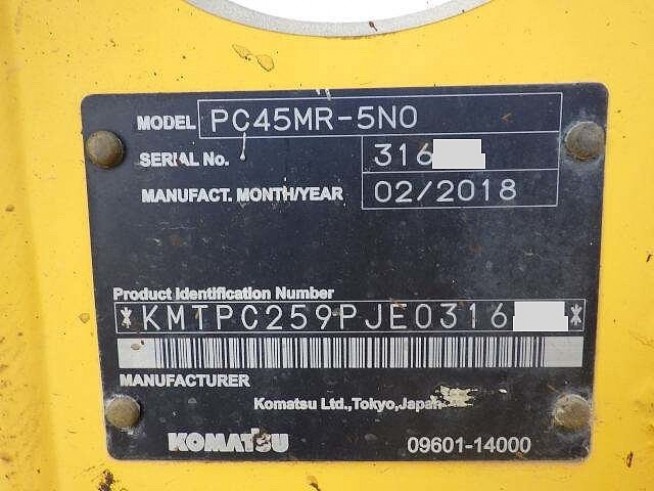 MODEL PC45MR-5N0
SERIAL No. 316
MANUFACT. MONTH/YEAR 02/2018
Product Identification Number
*KMTPC259PJE0316 *
MANUFACTURER
Komatsu Ltd.,Tokyo,Japan
KOMATSU 09601-14000